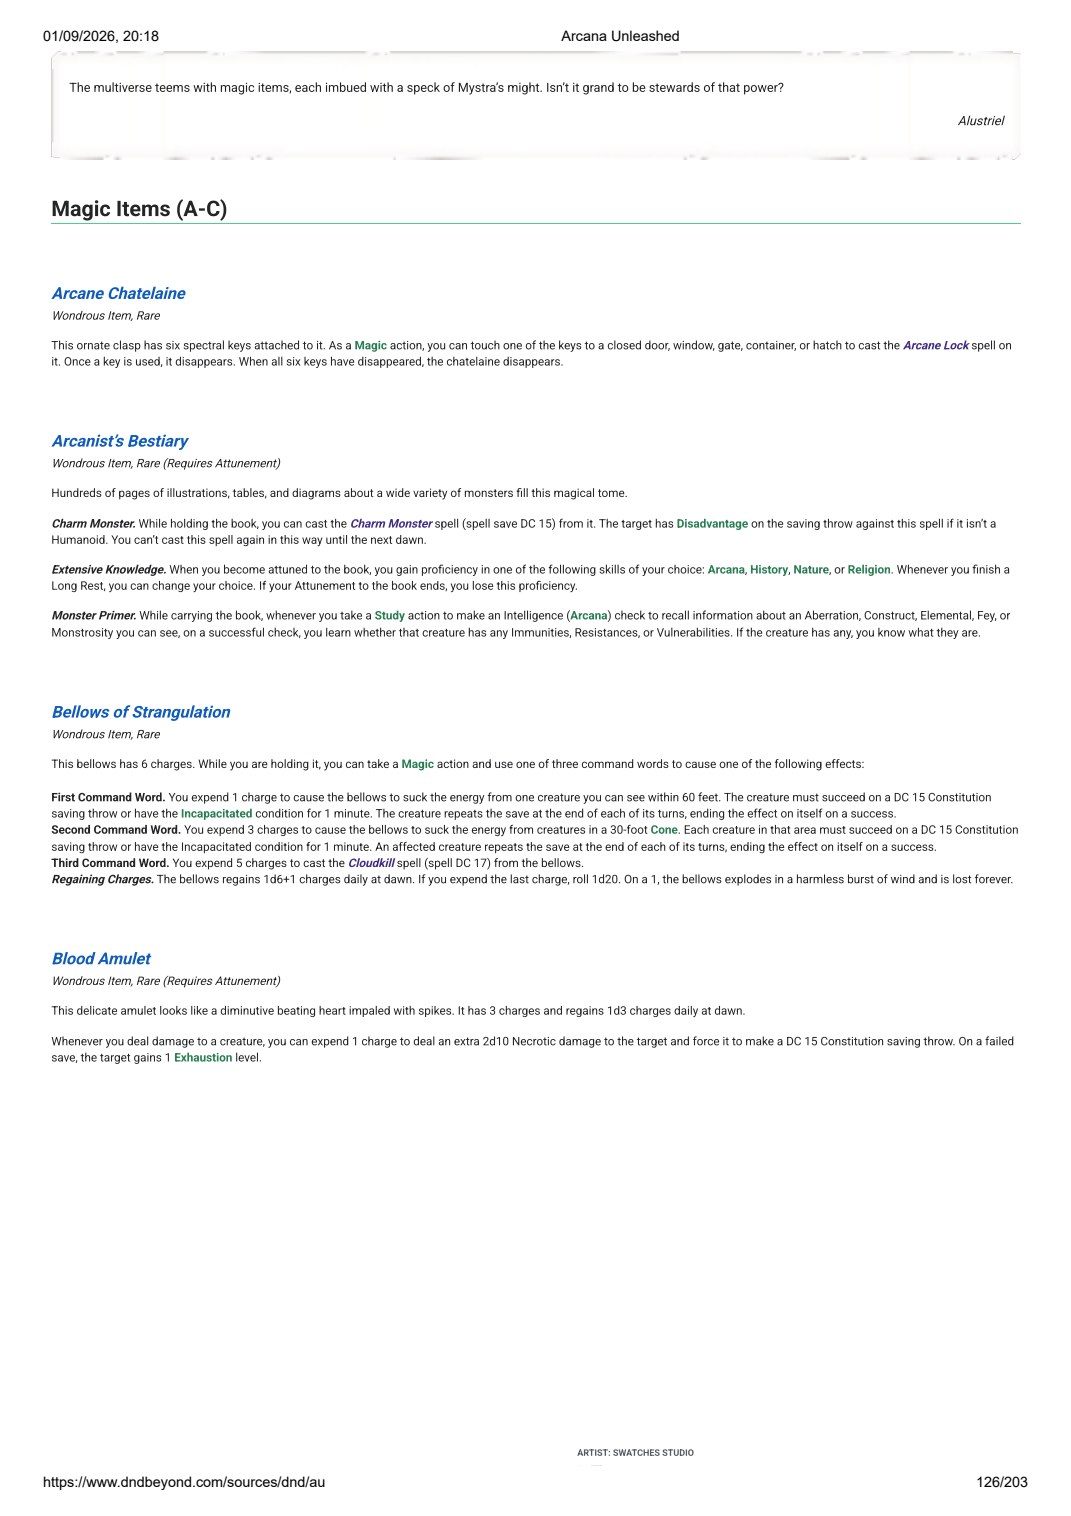 01/09/2026, 20:18
Arcana Unleashed
The multiverse teems with magic items, each imbued with a speck of Mystra's might. Isn't it grand to be stewards of that power?
Alustriel
Magic Items (A-C)
Arcane Chatelaine
Wondrous Item, Rare
This ornate clasp has six spectral keys attached to it. As a Magic action, you can touch one of the keys to a closed door, window, gate, container, or hatch to cast the Arcane Lock spell on
it. Once a key is used, it disappears. When all six keys have disappeared, the chatelaine disappears.
Arcanist's Bestiary
Wondrous Item, Rare (Requires Attunement)
Hundreds of pages of illustrations, tables, and diagrams about a wide variety of monsters fill this magical tome.
Charm Monster. While holding the book, you can cast the Charm Monster spell (spell save DC 15) from it. The target has Disadvantage on the saving throw against this spell if it isn't a
Humanoid. You can't cast this spell again in this way until the next dawn.
Extensive Knowledge. When you become attuned to the book, you gain proficiency in one of the following skills of your choice: Arcana, History, Nature, or Religion. Whenever you finish a
Long Rest, you can change your choice. If your Attunement to the book ends, you lose this proficiency.
Monster Primer. While carrying the book, whenever you take a Study action to make an Intelligence (Arcana) check to recall information about an Aberration, Construct, Elemental, Fey, or
Monstrosity you can see, on a successful check, you learn whether that creature has any Immunities, Resistances, or Vulnerabilities. If the creature has any, you know what they are.
Bellows of Strangulation
Wondrous Item, Rare
This bellows has 6 charges. While you are holding it, you can take a Magic action and use one of three command words to cause one of the following effects:
First Command Word. You expend 1 charge to cause the bellows to suck the energy from one creature you can see within 60 feet. The creature must succeed on a DC 15 Constitution
saving throw or have the Incapacitated condition for 1 minute. The creature repeats the save at the end of each of its turns, ending the effect on itself on a success.
Second Command Word. You expend 3 charges to cause the bellows to suck the energy from creatures in a 30-foot Cone. Each creature in that area must succeed on a DC 15 Constitution
saving throw or have the Incapacitated condition for 1 minute. An affected creature repeats the save at the end of each of its turns, ending the effect on itself on a success.
Third Command Word. You expend 5 charges to cast the Cloudkill spell (spell DC 17) from the bellows.
Regaining Charges. The bellows regains 1d6+1 charges daily at dawn. If you expend the last charge, roll 1d20. On a 1, the bellows explodes in a harmless burst of wind and is lost forever.
Blood Amulet
Wondrous Item, Rare (Requires Attunement)
This delicate amulet looks like a diminutive beating heart impaled with spikes. It has 3 charges and regains 1d3 charges daily at dawn.
Whenever you deal damage to a creature, you can expend 1 charge to deal an extra 2d10 Necrotic damage to the target and force it to make a DC 15 Constitution saving throw. On a failed
save, the target gains 1 Exhaustion level.
ARTIST: SWATCHES STUDIO
https://www.dndbeyond.com/sources/dnd/au
126/203